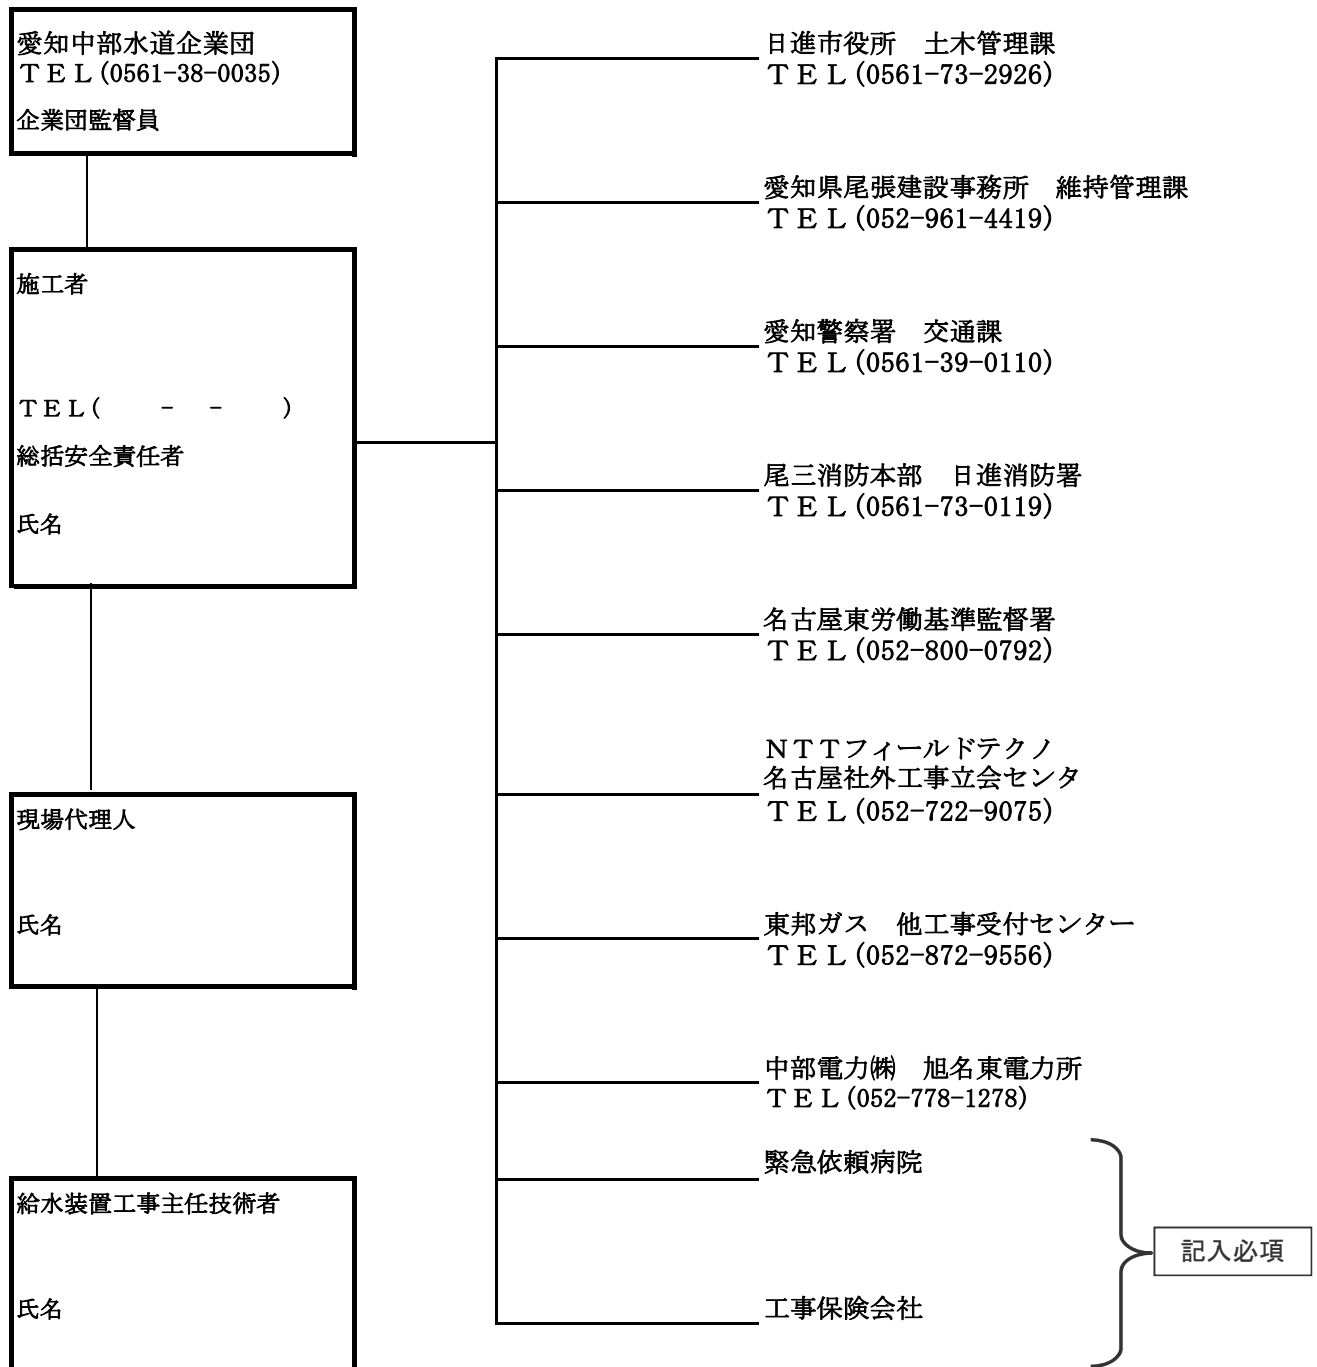 愛知中部水道企業団
ＴＥＬ(0561-38-0035)
企業団監督員
施工者
ＴＥＬ(　　-　-　　)
総括安全責任者
氏名
現場代理人
氏名
給水装置工事主任技術者
氏名
日進市役所　土木管理課
ＴＥＬ(0561-73-2926)
愛知県尾張建設事務所　維持管理課
ＴＥＬ(052-961-4419)
愛知警察署　交通課
ＴＥＬ(0561-39-0110)
尾三消防本部　日進消防署
ＴＥＬ(0561-73-0119)
名古屋東労働基準監督署
ＴＥＬ(052-800-0792)
ＮＴＴフィールドテクノ
名古屋社外工事立会センタ
ＴＥＬ(052-722-9075)
東邦ガス　他工事受付センター
ＴＥＬ(052-872-9556)
中部電力㈱　旭名東電力所
ＴＥＬ(052-778-1278)
緊急依頼病院
工事保険会社
記入必項